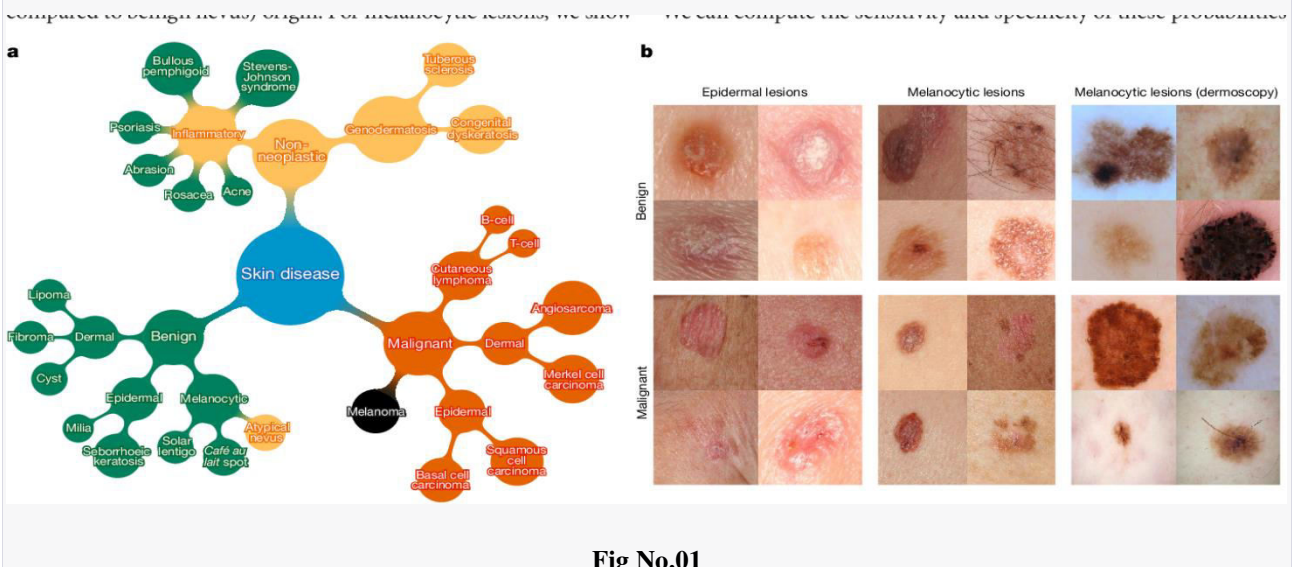 compared to benign nevus) origin. For melanocytic lesions, we show
We can compute the sensitivity and specificity of these probabilities
a
Bullous
pemphigoid
Stevens-
Johnson
syndrome
Psoriasis
Inflammatory
Abrasion
Rosacea
Acne
Non-
neoplastic
Genodermatosis
Tuberous
sclerosis
Congenital
dyskeratosis
Skin disease
B-cell
T-cell
Cutaneous
lymphoma
Angiosarcoma
Malignant
Dermal
Merkel cell
carcinoma
Melanoma
Epidermal
Squamous
cell
carcinoma
Basal cell
carcinoma
Lipoma
Fibroma
Dermal
Benign
Cyst
Epidermal
Melanocytic
Milia
Seborrhoeic
keratosis
Solar
lentigo
Café au
lait spot
Atypical
nevus
b
Epidermal lesions
Melanocytic lesions
Melanocytic lesions (dermoscopy)
Benign
Malignant
Fig No.01